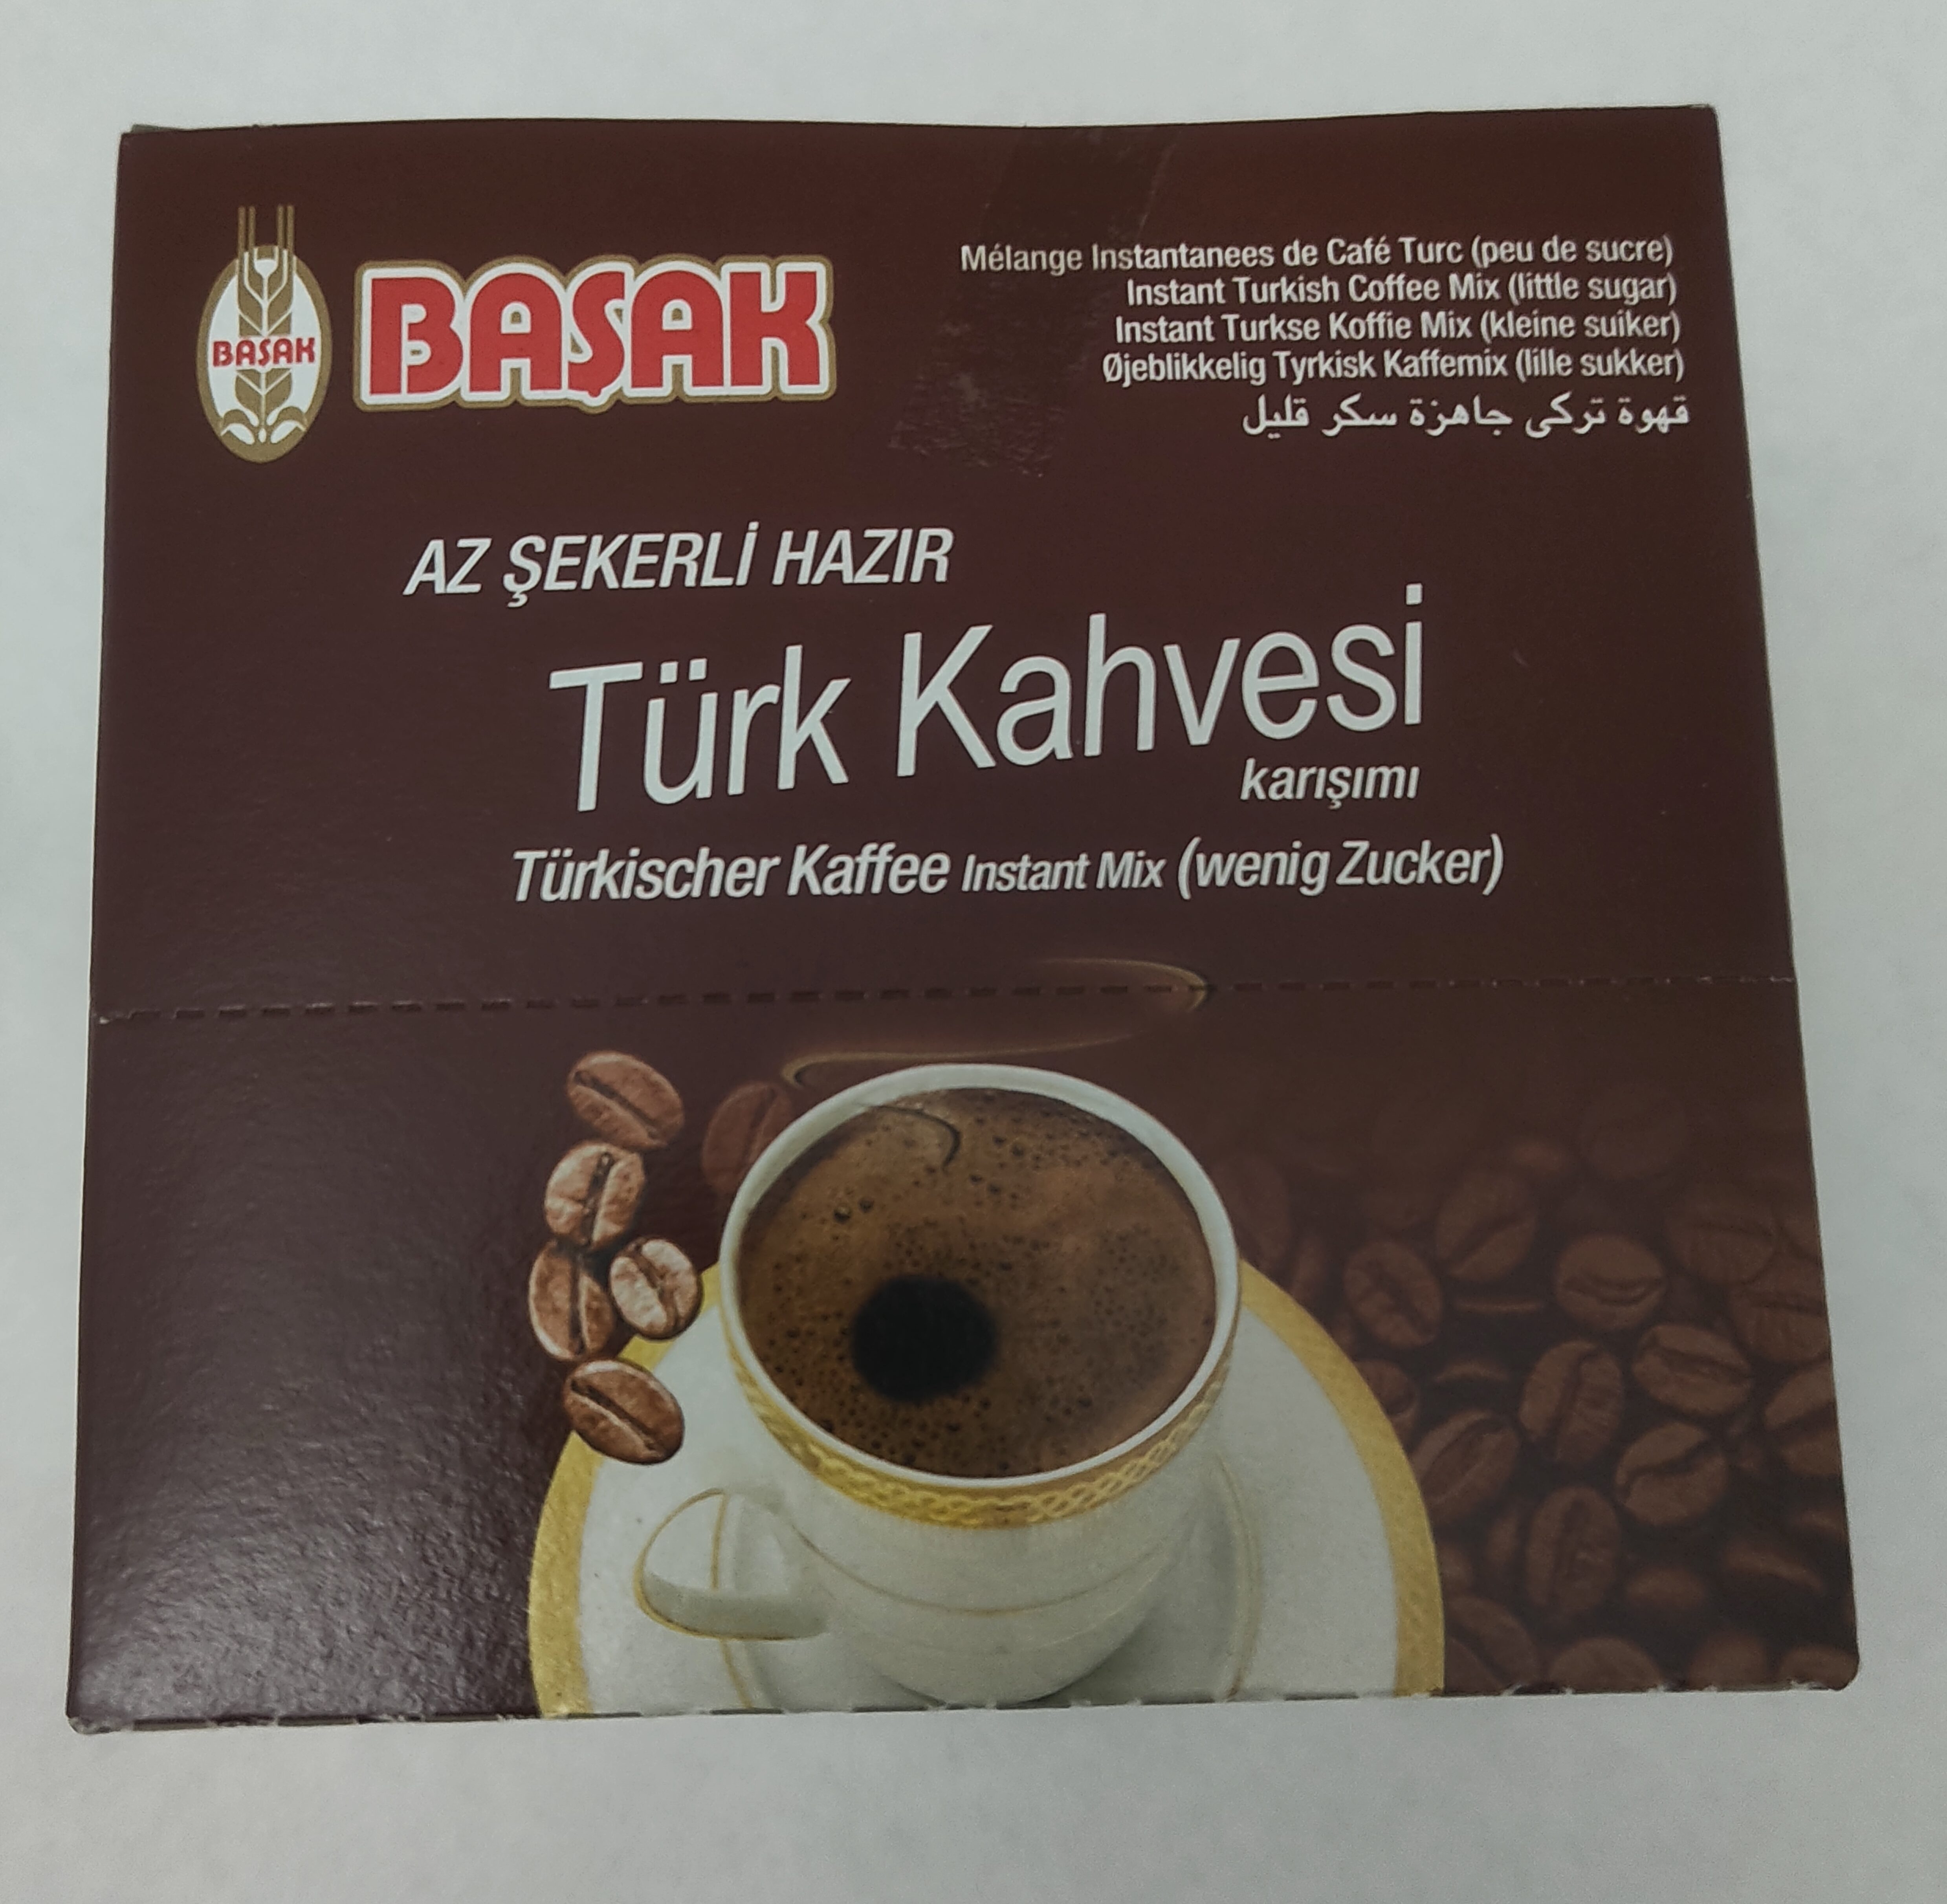 BAŞAK
BAŞAK
Mélange Instantanees de Café Turc (peu de sucre)
Instant Turkish Coffee Mix (little sugar)
Instant Turkse Koffie Mix (kleine suiker)
Øjeblikkelig Tyrkisk Kaffemix (lille sukker)
قهوة تركى جاهزة سكر قليل
AZ ŞEKERLİ HAZIR
Türk Kahvesi
karışımı
Türkischer Kaffee Instant Mix (wenig Zucker)